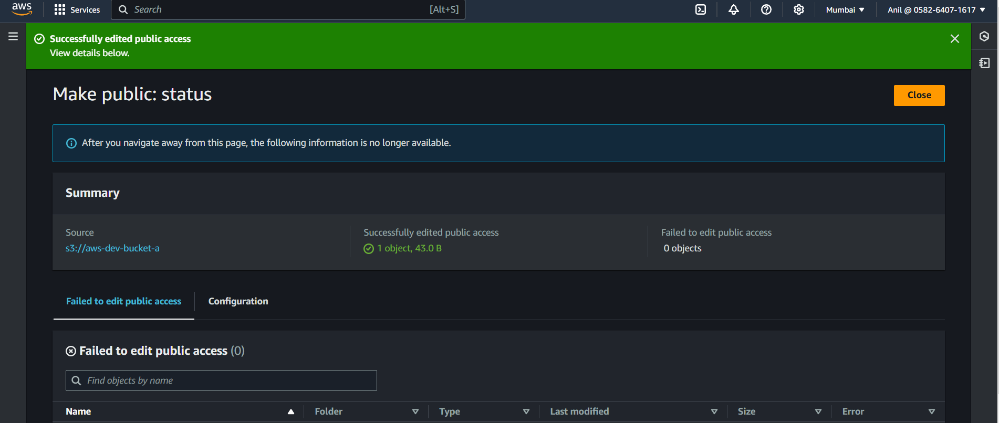 aws
Services
Search
[Alt+S]
Mumbai
Anil @ 0582-6407-1617
Successfully edited public access
View details below.
Make public: status
Close
After you navigate away from this page, the following information is no longer available.
Summary
Source
s3://aws-dev-bucket-a
Successfully edited public access
1 object, 43.0 B
Failed to edit public access
0 objects
Failed to edit public access
Configuration
Failed to edit public access (0)
Find objects by name
Name
Folder
Type
Last modified
Size
Error